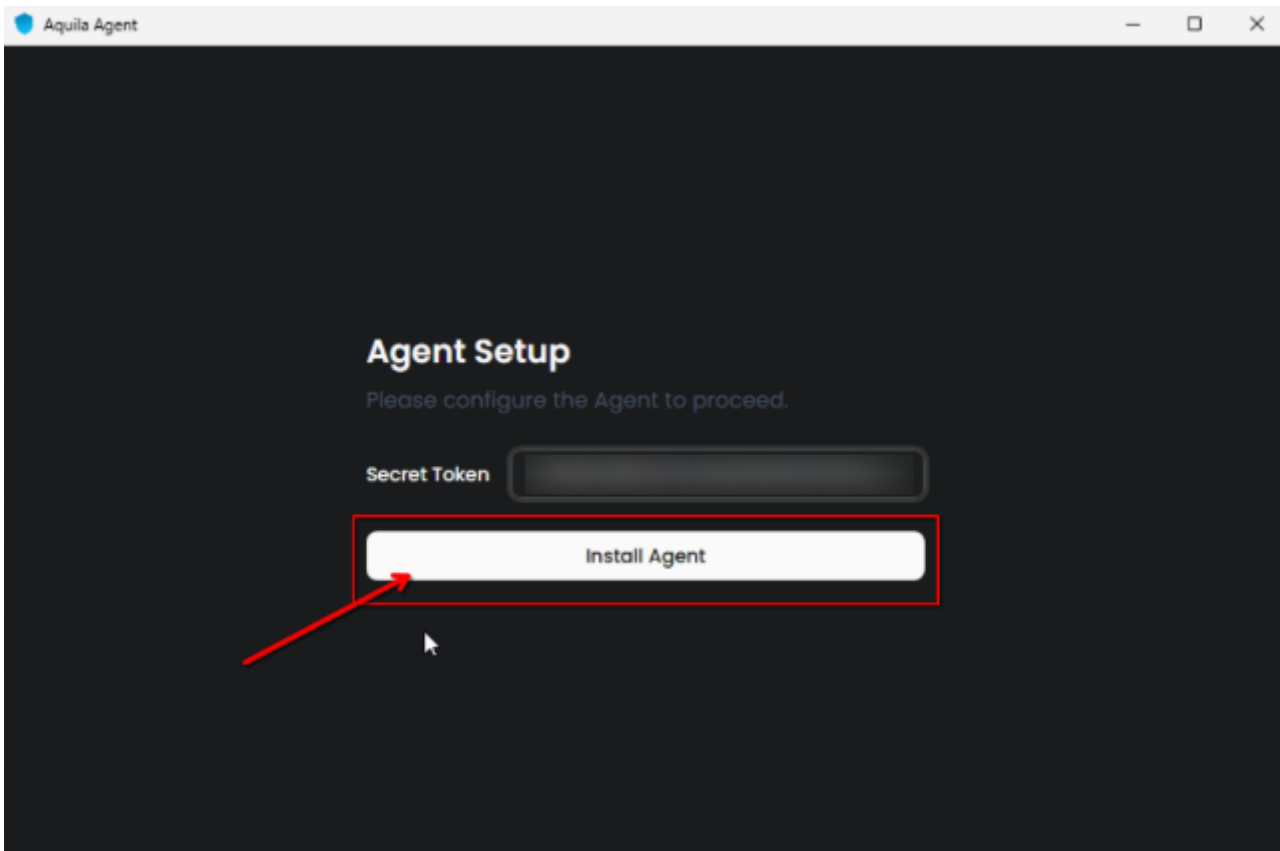 Aquila Agent
Agent Setup
Please configure the Agent to proceed.
Secret Token
Install Agent